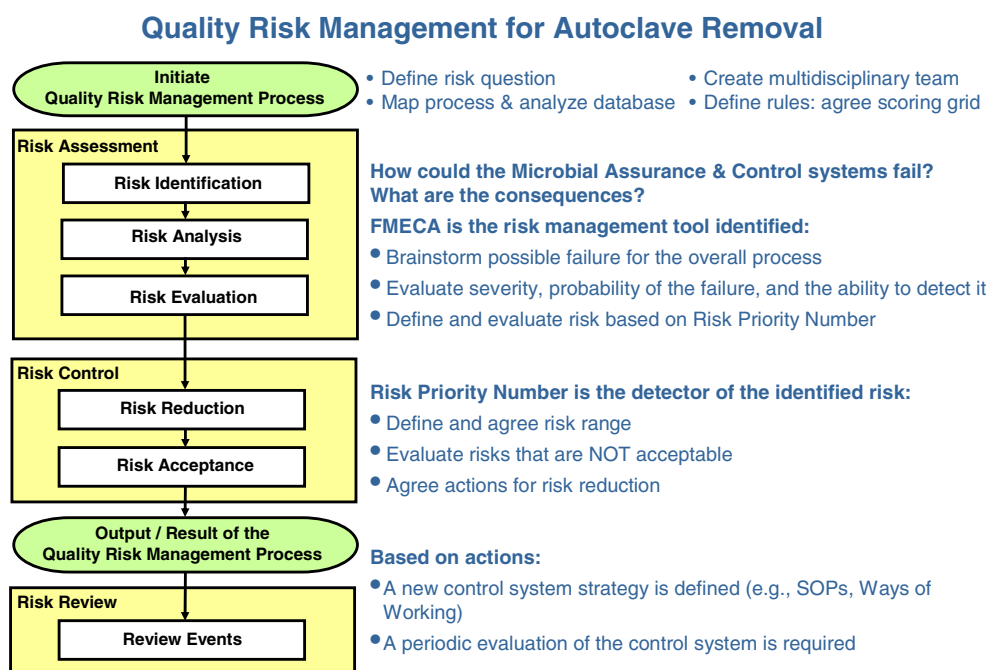 Quality Risk Management for Autoclave Removal
Initiate
Quality Risk Management Process
• Define risk question
• Map process & analyze database
• Create multidisciplinary team
• Define rules: agree scoring grid
Risk Assessment
Risk Identification
Risk Analysis
Risk Evaluation
How could the Microbial Assurance & Control systems fail?
What are the consequences?
FMECA is the risk management tool identified:
• Brainstorm possible failure for the overall process
• Evaluate severity, probability of the failure, and the ability to detect it
• Define and evaluate risk based on Risk Priority Number
Risk Control
Risk Reduction
Risk Acceptance
Risk Priority Number is the detector of the identified risk:
• Define and agree risk range
• Evaluate risks that are NOT acceptable
• Agree actions for risk reduction
Output / Result of the
Quality Risk Management Process
Risk Review
Review Events
Based on actions:
• A new control system strategy is defined (e.g., SOPs, Ways of
Working)
• A periodic evaluation of the control system is required